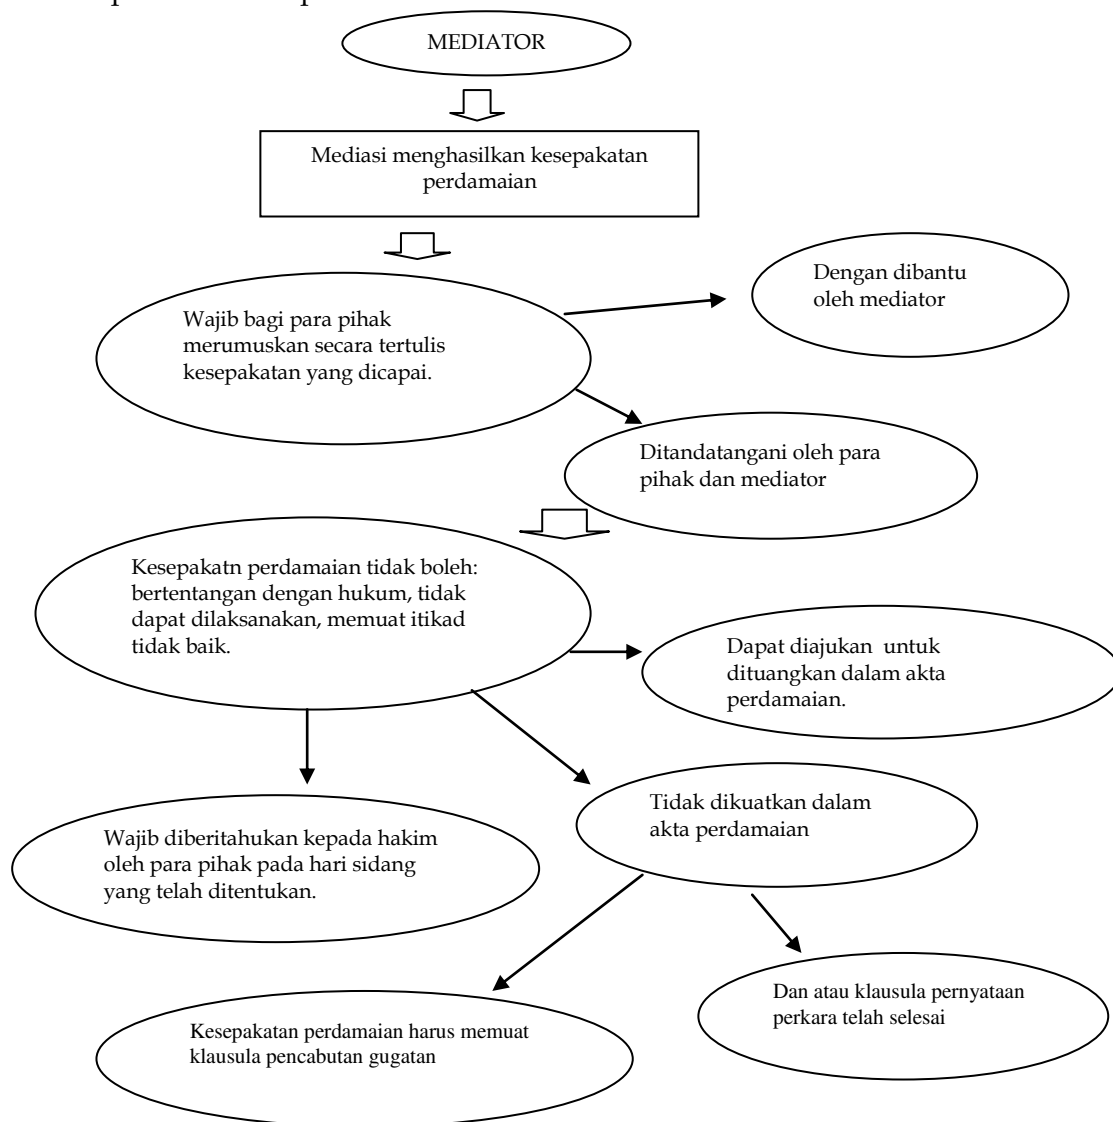 MEDIATOR
Mediasi menghasilkan kesepakatan
perdamaian
Dengan dibantu
oleh mediator
Wajib bagi para pihak
merumuskan secara tertulis
kesepakatan yang dicapai.
Ditandatangani oleh para
pihak dan mediator
Kesepakatn perdamaian tidak boleh:
bertentangan dengan hukum, tidak
dapat dilaksanakan, memuat itikad
tidak baik.
Dapat diajukan  untuk
dituangkan dalam akta
perdamaian.
Tidak dikuatkan dalam
akta perdamaian
Wajib diberitahukan kepada hakim
oleh para pihak pada hari sidang
yang telah ditentukan.
Dan atau klausula pernyataan
perkara telah selesai
Kesepakatan perdamaian harus memuat
klausula pencabutan gugatan